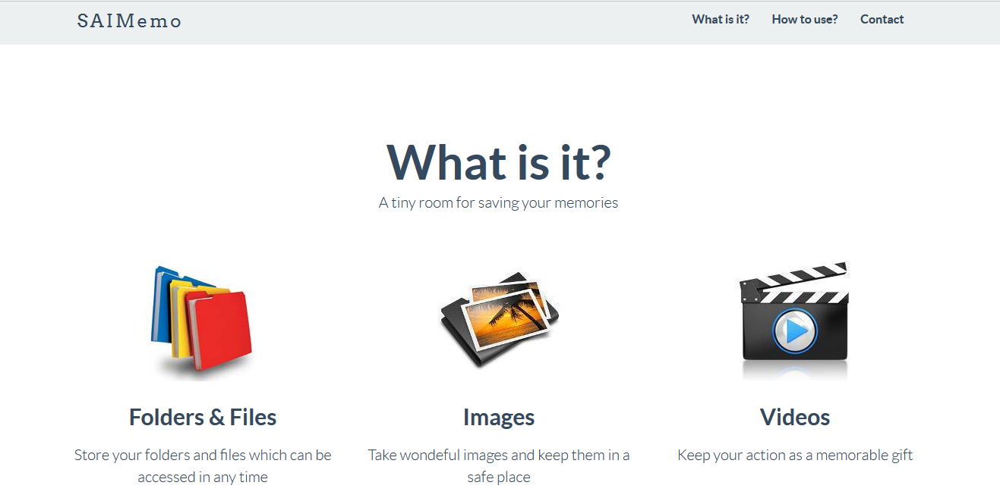 SAIMemo
What is it?
How to use?
Contact
What is it?
A tiny room for saving your memories
Folders & Files
Store your folders and files which can be
accessed in any time
Images
Take wondeful images and keep them in a
safe place
Videos
Keep your action as a memorable gift